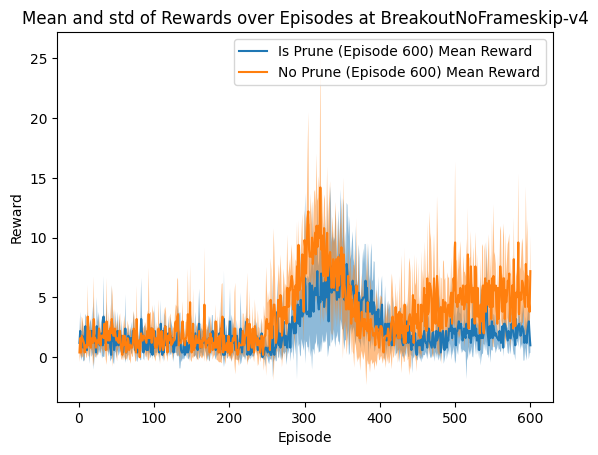 Mean and std of Rewards over Episodes at BreakoutNoFrameskip-v4
Is Prune (Episode 600) Mean Reward
No Prune (Episode 600) Mean Reward
Reward
25
20
15
10
5
0
0 100 200 300 400 500 600
Episode